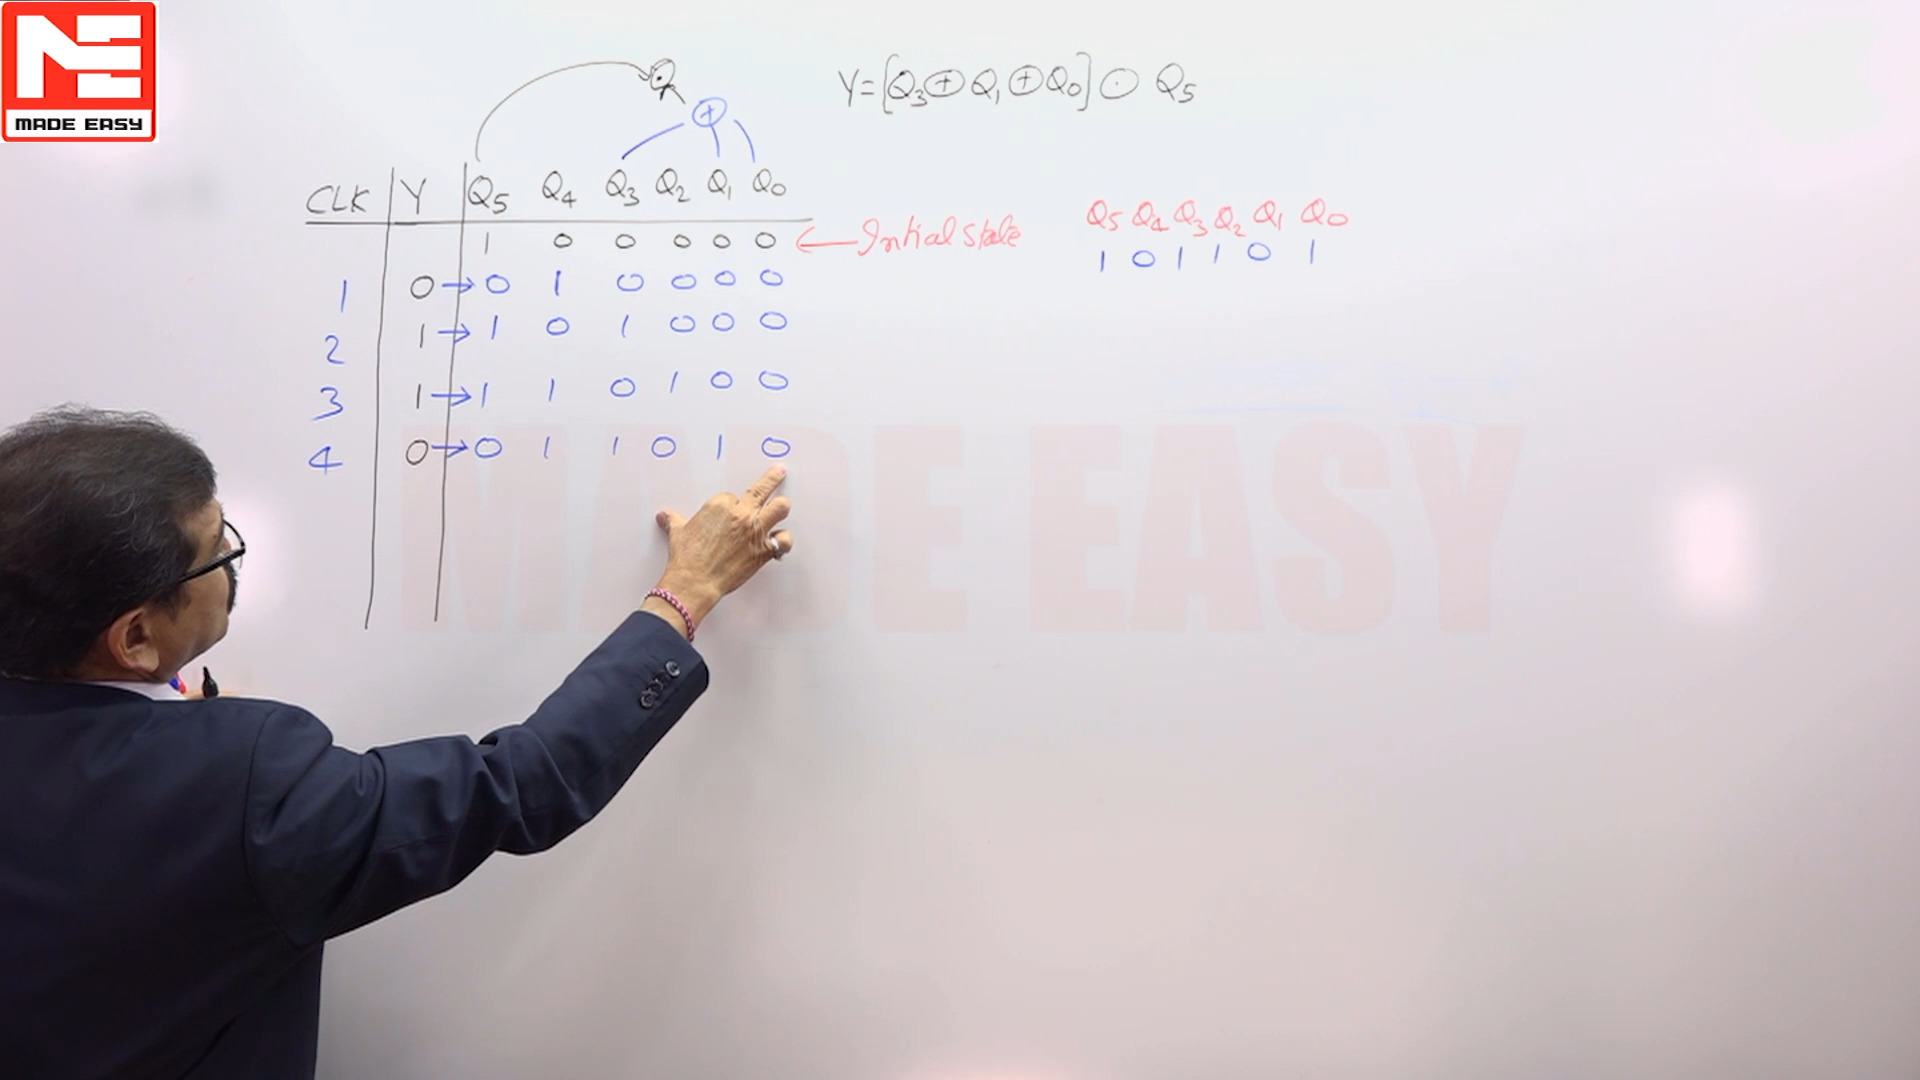 ME
MADE EASY
Y=[Q3⊕Q1⊕Q0]⊙ Q5
⊙
⊕
CLK Y Q5 Q4 Q3 Q2 Q1 Q0
1 0 0 0 0 0 ← Initial state
Q5 Q4 Q3 Q2 Q1 Q0
1 0 1 1 0 1
1 0→0 1 0 0 0 0
2 1→1 0 1 0 0 0
3 1→1 1 0 1 0 0
4 0→0 1 1 0 1 0
MADE EASY